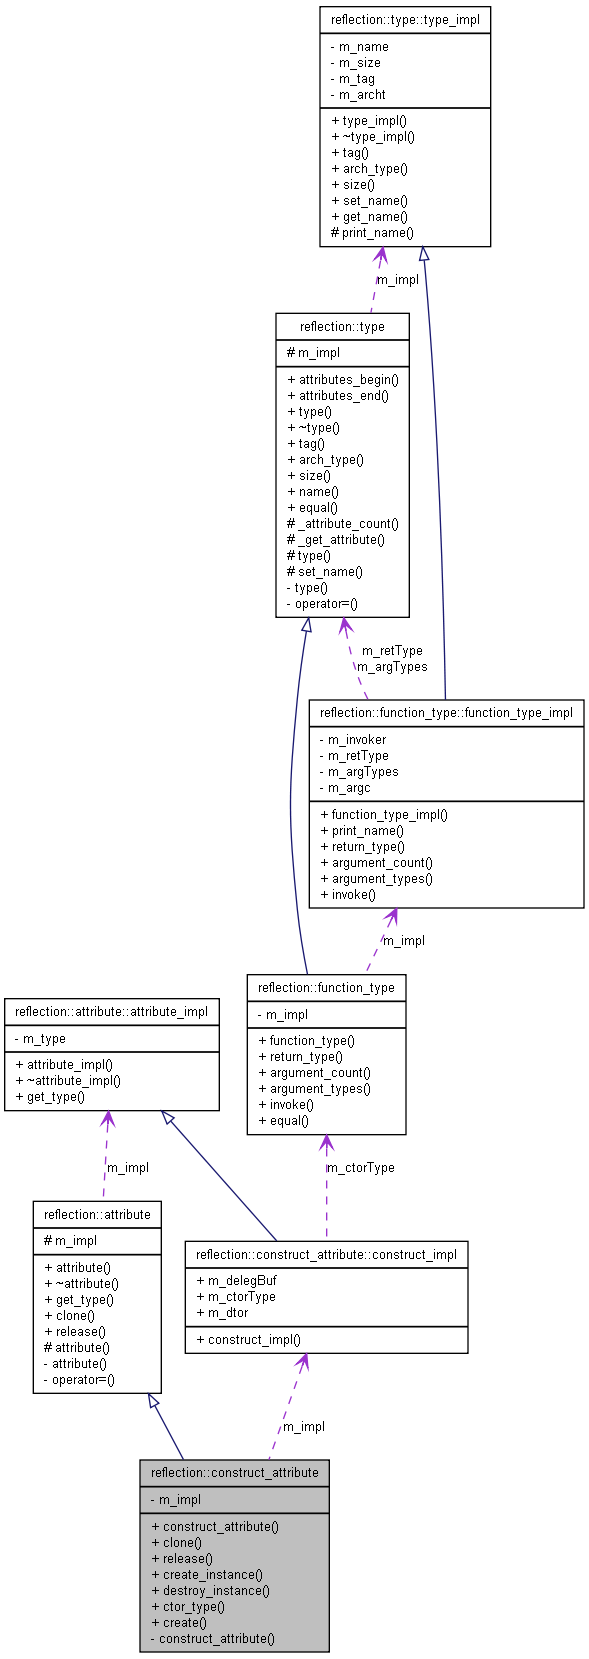 reflection::type::type_impl
- m_name
- m_size
- m_tag
- m_archt
+ type_impl()
+ ~type_impl()
+ tag()
+ arch_type()
+ size()
+ set_name()
+ get_name()
# print_name()
m_impl
reflection::type
# m_impl
+ attributes_begin()
+ attributes_end()
+ type()
+ ~type()
+ tag()
+ arch_type()
+ size()
+ name()
+ equal()
# _attribute_count()
# _get_attribute()
# type()
# set_name()
- type()
- operator=()
m_retType
m_argTypes
reflection::function_type::function_type_impl
- m_invoker
- m_retType
- m_argTypes
- m_argc
+ function_type_impl()
+ print_name()
+ return_type()
+ argument_count()
+ argument_types()
+ invoke()
m_impl
reflection::function_type
- m_impl
+ function_type()
+ return_type()
+ argument_count()
+ argument_types()
+ invoke()
+ equal()
reflection::attribute::attribute_impl
- m_type
+ attribute_impl()
+ ~attribute_impl()
+ get_type()
m_impl
m_ctorType
reflection::attribute
# m_impl
+ attribute()
+ ~attribute()
+ get_type()
+ clone()
+ release()
# attribute()
- attribute()
- operator=()
reflection::construct_attribute::construct_impl
+ m_delegBuf
+ m_ctorType
+ m_dtor
+ construct_impl()
m_impl
reflection::construct_attribute
- m_impl
+ construct_attribute()
+ clone()
+ release()
+ create_instance()
+ destroy_instance()
+ ctor_type()
+ create()
- construct_attribute()